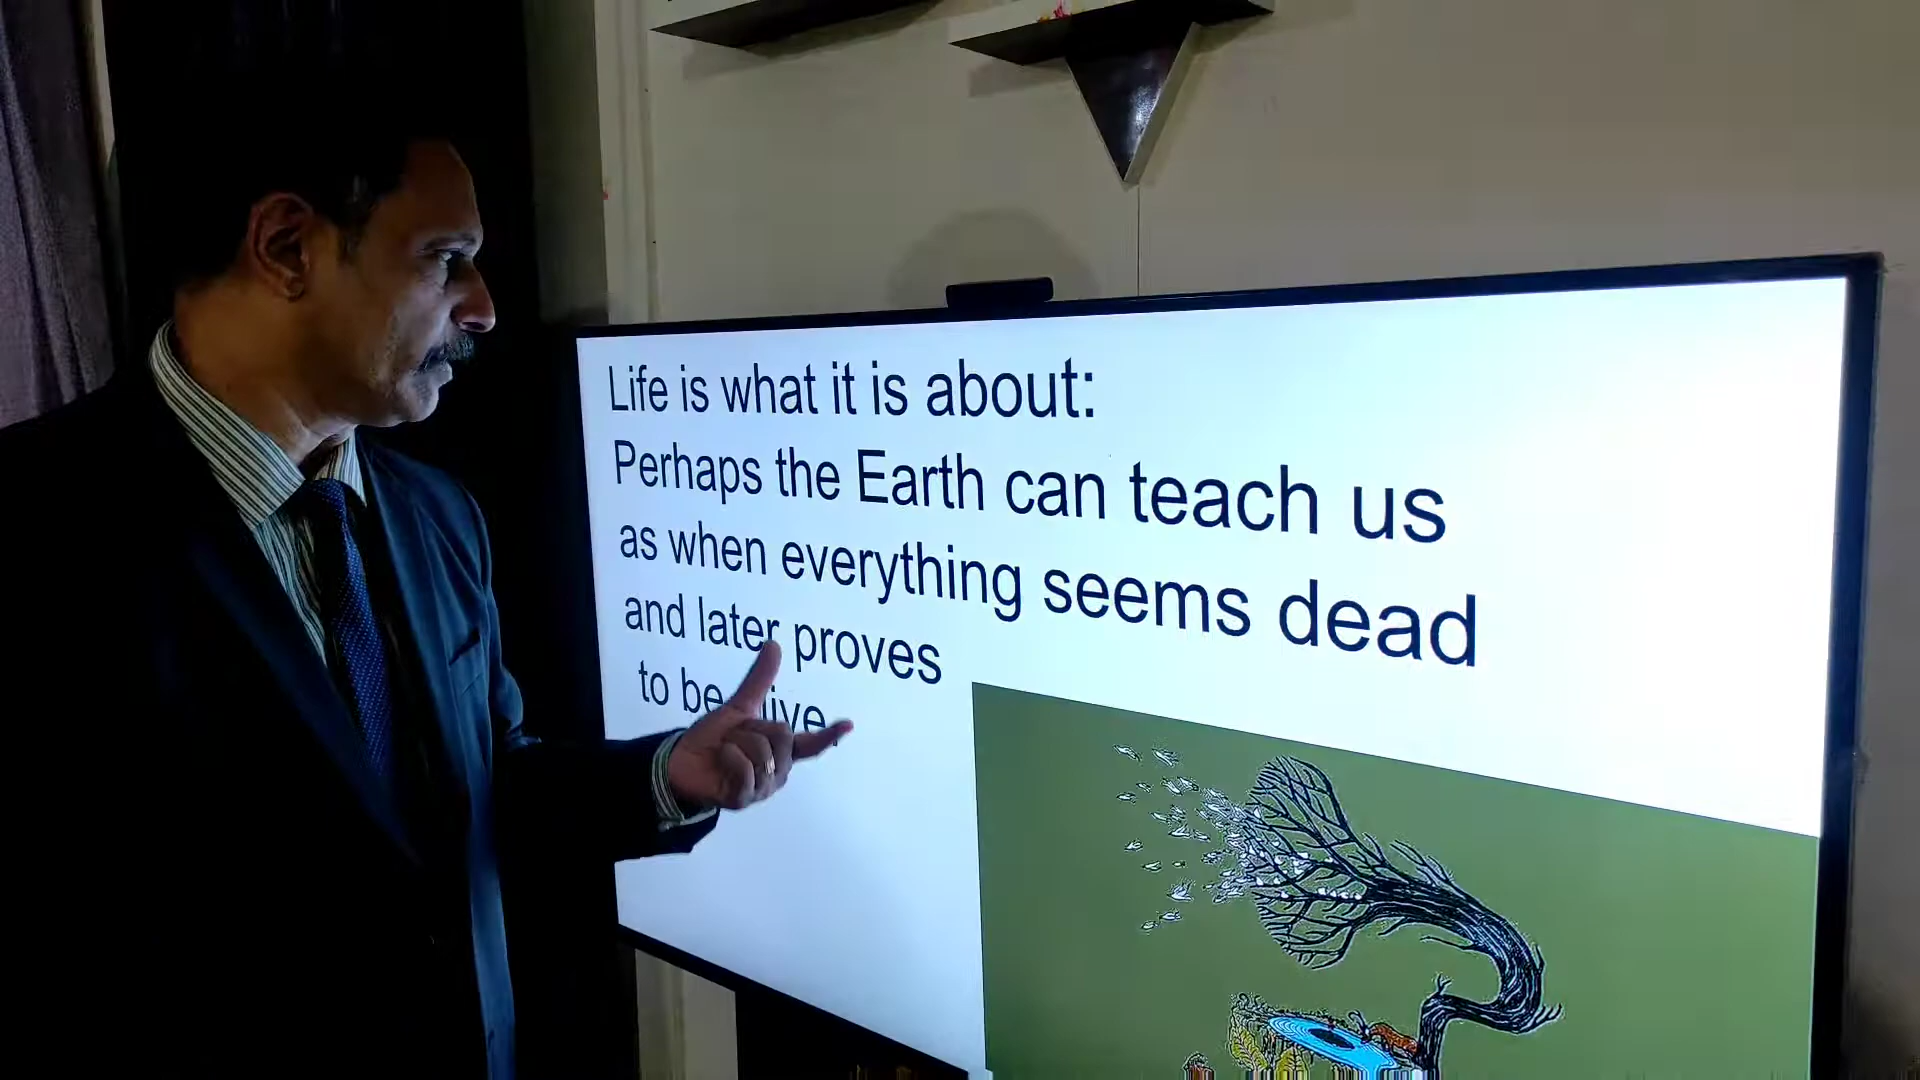 Life is what it is about:
Perhaps the Earth can teach us
as when everything seems dead
and later proves
to be